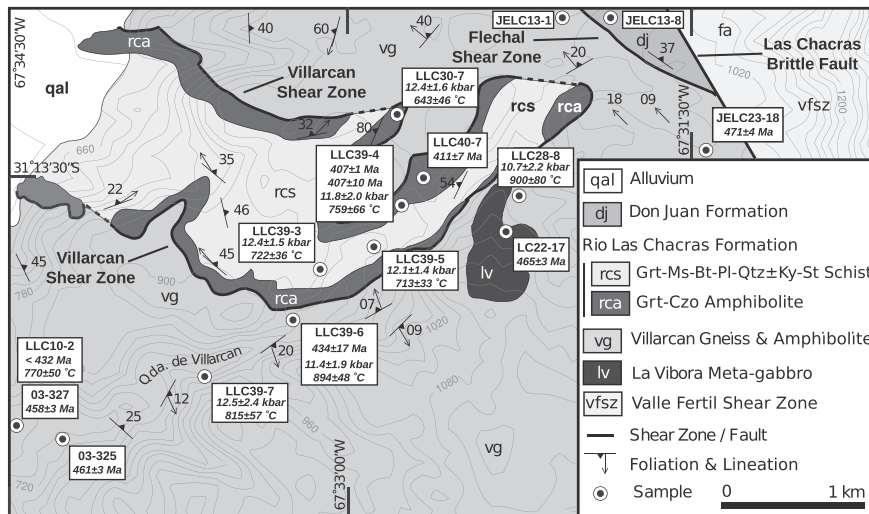 67˚34'30"W
rca
40
60
40
vg
JELC13-1
JELC13-8
fa
Flechal
Shear Zone
dj
37
20
Las Chacras
Brittle Fault
1020
1200
vfsz
qal
Villarcan
Shear Zone
LLC30-7
12.4±1.6 kbar
643±46 ˚C
rcs
rca
18
09
67˚31'30"W
JELC23-18
471±4 Ma
32
80
LLC40-7
411±7 Ma
660
35
LLC39-4
407±1 Ma
407±10 Ma
11.8±2.0 kbar
759±66 ˚C
LLC28-8
10.7±2.2 kbar
900±80 ˚C
31˚13'30"S
22
rcs
54
46
LLC39-3
12.4±1.5 kbar
722±36 ˚C
LC22-17
465±3 Ma
45
45
Villarcan
Shear Zone
LLC39-5
12.1±1.4 kbar
713±33 ˚C
lv
780
900
vg
rca
07
09
1020
LLC39-6
434±17 Ma
11.4±1.9 kbar
894±48 ˚C
20
Qda. de Villarcan
LLC10-2
< 432 Ma
770±50 ˚C
LLC39-7
12.5±2.4 kbar
815±57 ˚C
12
1080
03-327
458±3 Ma
25
960
03-325
461±3 Ma
vg
720
67˚33'00"W
qal Alluvium
dj Don Juan Formation
Rio Las Chacras Formation
rcs Grt-Ms-Bt-Pl-Qtz±Ky-St Schist
rca Grt-Czo Amphibolite
vg Villarcan Gneiss & Amphibolite
lv La Vibora Meta-gabbro
vfsz Valle Fertil Shear Zone
Shear Zone / Fault
Foliation & Lineation
Sample
0 1 km